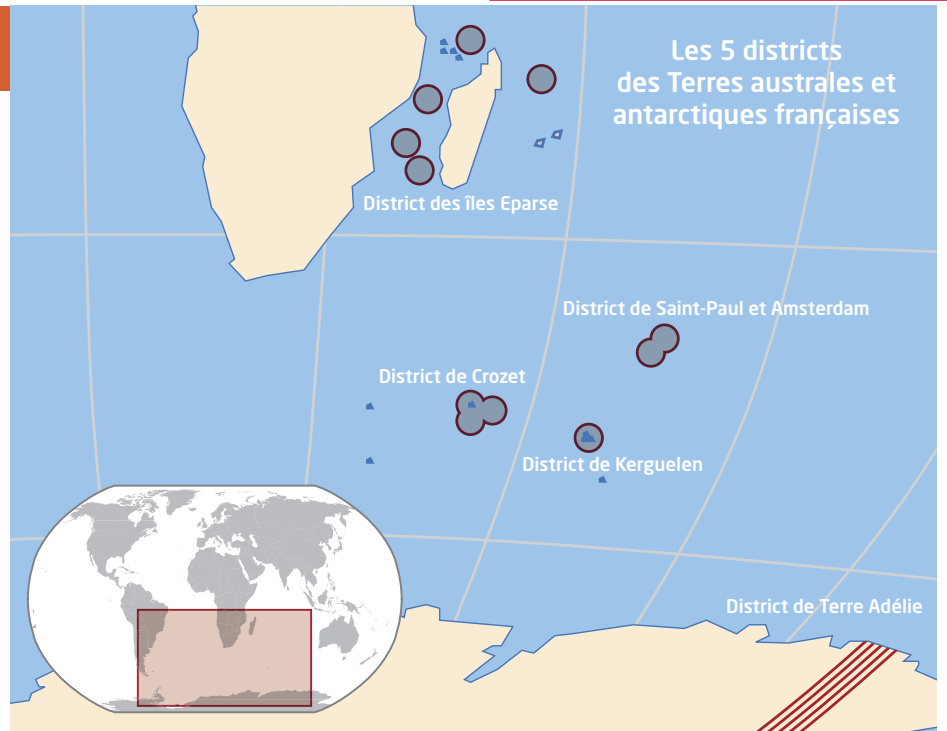 Les 5 districts
des Terres australes et
antarctiques françaises
District des îles Eparse
District de Saint-Paul et Amsterdam
District de Crozet
District de Kerguelen
District de Terre Adélie